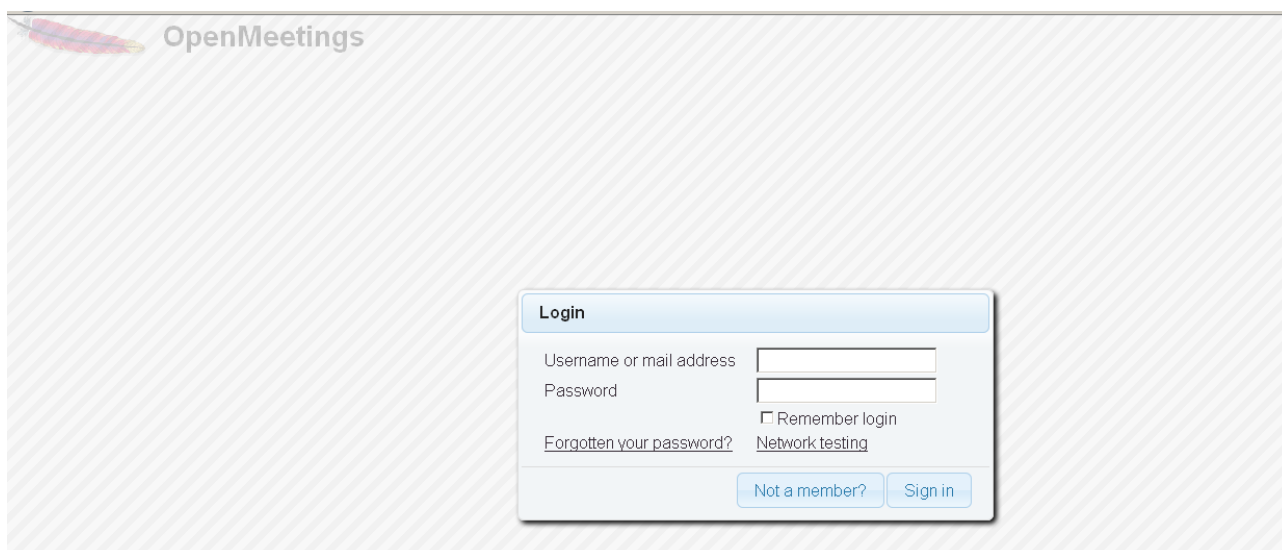 OpenMeetings
Login
Username or mail address
Password
Remember login
Forgotten your password? Network testing
Not a member? Sign in